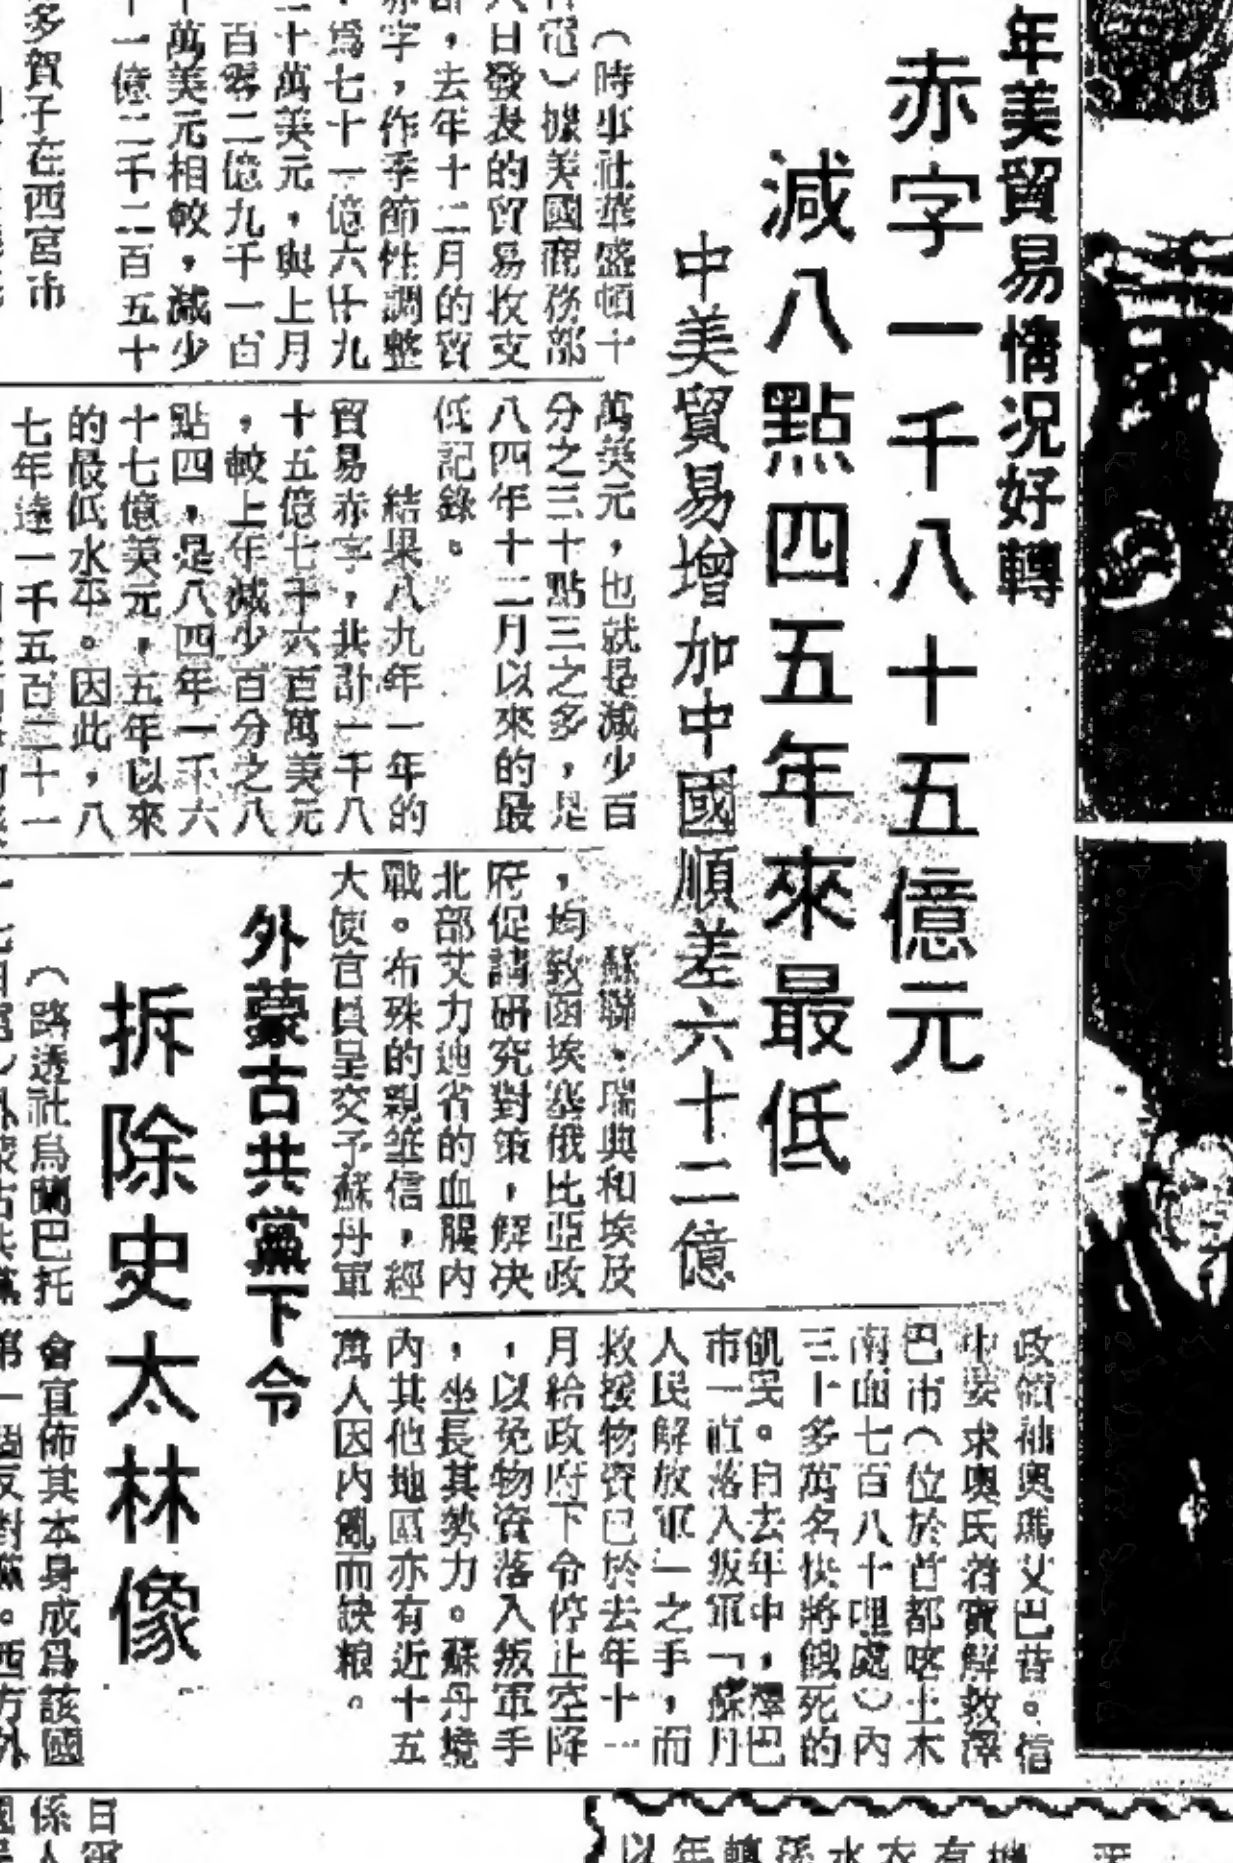 年美貿易情況好轉
赤字一千八十五億元
減八點四五年來最低
中美貿易增加中國順差六十二億
（時事社華盛頓十
電）據美國商務部
日發表的貿易收支
，去年十二月的貿
赤字，作季節性調整
，爲七十一億六千九
十萬美元，與上月
百零二億九千一百
十萬美元相較，減少
十一億二千二百五十
萬美元，也就是減少百
分之三十點三之多，是
八四年十二月以來的最
低記錄。
結果八九年一年的
貿易赤字，共計一千八
十五億七千六百萬美元
，較上年減少百分之八
點四，是八四年一千六
十七億美元，五年以來
的最低水平。因此，八
七年達一千五百二十一
多賀子在西宮市
蘇聯、瑞典和埃及
，均致函埃塞俄比亞政
府促請研究對策，解決
北部艾力地省的血腥內
戰。布殊的親筆信，經
大使官員呈交予蘇丹軍
政領袖奧瑪艾巴昔。信
中要求奧氏着實解救澤
巴市（位於首都喀土木
南面七百八十哩處）內
三十多萬名快將餓死的
飢民。自去年中，澤巴
市一直落入叛軍「蘇丹
人民解放軍」之手，而
救援物資已於去年十一
月給政府下令停止空降
，以免物資落入叛軍手
，坐長其勢力。蘇丹境
內其他地區亦有近十五
萬人因內亂而缺粮。
外蒙古共黨下令
拆除史太林像
（路透社烏蘭巴托
會宣佈其本身成爲該國